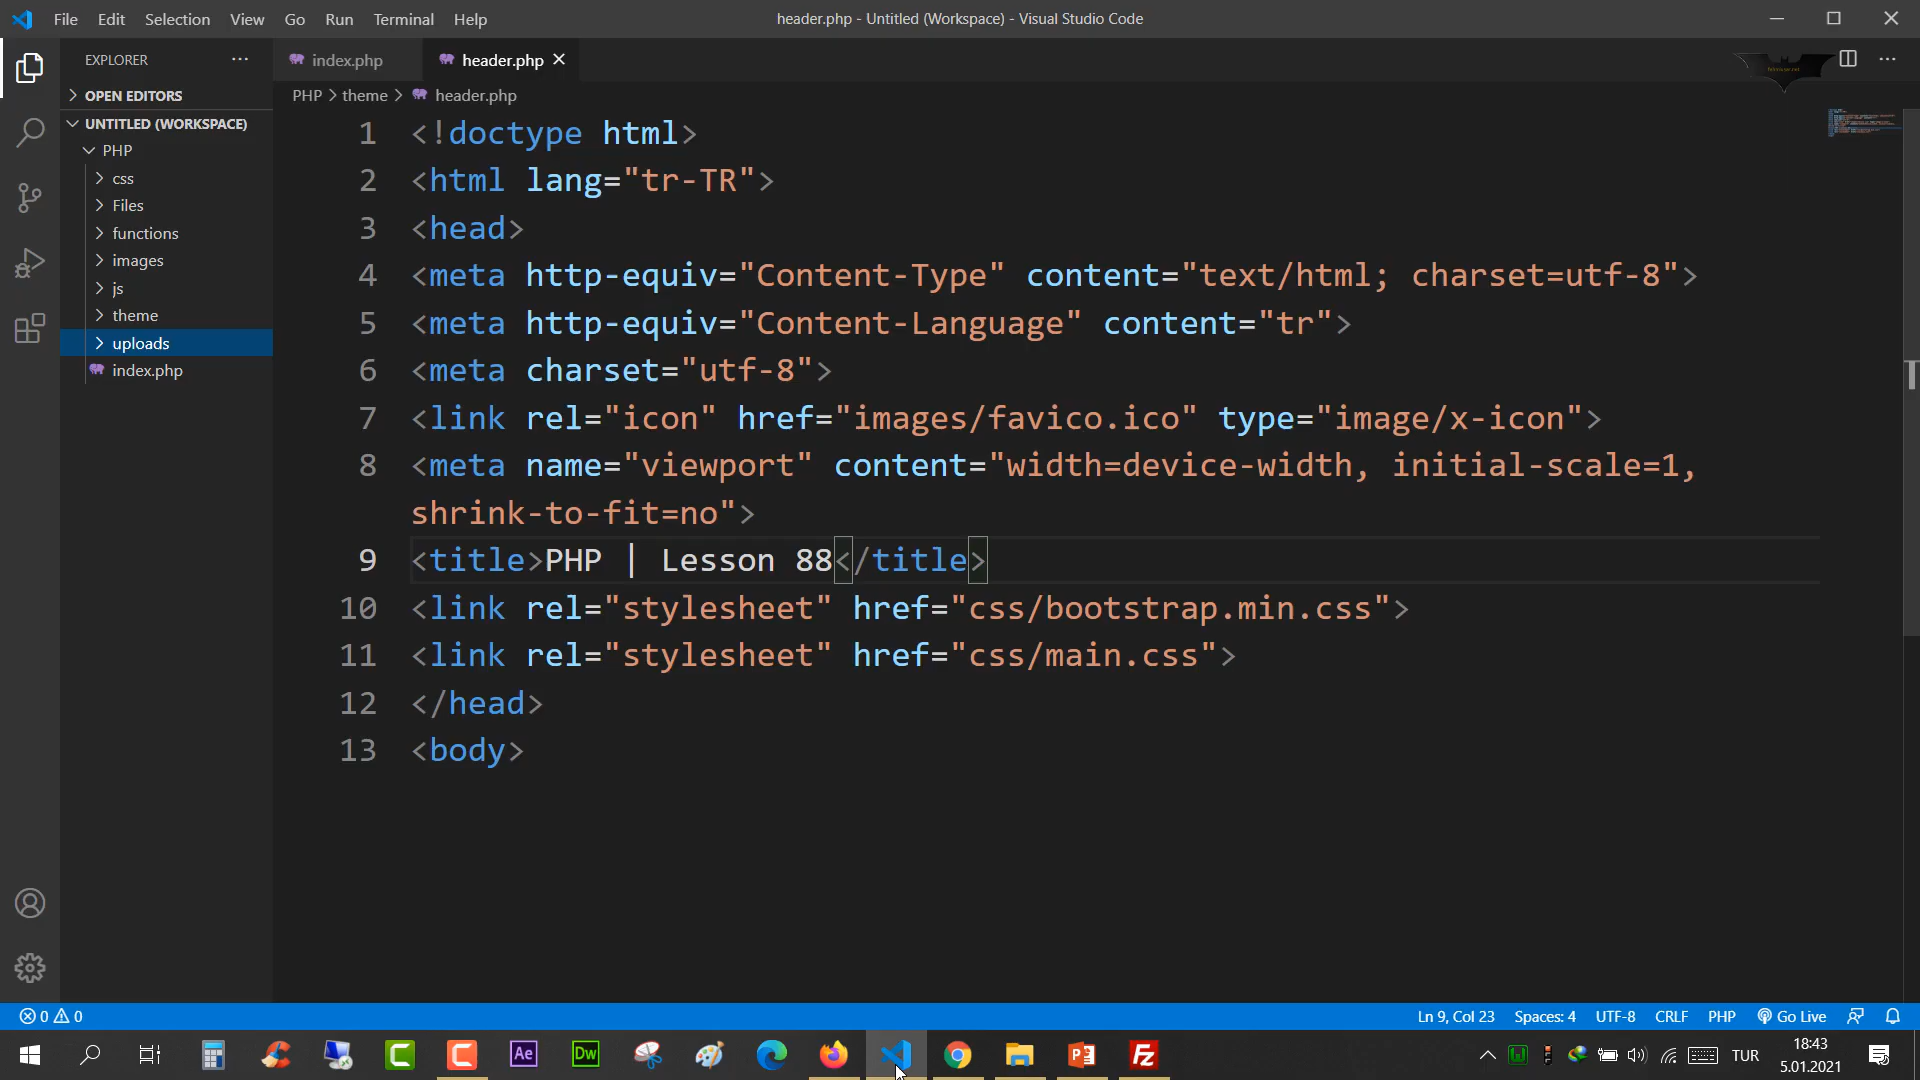 File Edit Selection View Go Run Terminal Help
header.php - Untitled (Workspace) - Visual Studio Code
EXPLORER
index.php
header.php
OPEN EDITORS
UNTITLED (WORKSPACE)
PHP
css
Files
functions
images
js
theme
uploads
index.php
PHP > theme > header.php
1 <!doctype html>
2 <html lang="tr-TR">
3 <head>
4 <meta http-equiv="Content-Type" content="text/html; charset=utf-8">
5 <meta http-equiv="Content-Language" content="tr">
6 <meta charset="utf-8">
7 <link rel="icon" href="images/favico.ico" type="image/x-icon">
8 <meta name="viewport" content="width=device-width, initial-scale=1,
shrink-to-fit=no">
9 <title>PHP | Lesson 88</title>
10 <link rel="stylesheet" href="css/bootstrap.min.css">
11 <link rel="stylesheet" href="css/main.css">
12 </head>
13 <body>
0 0
Ln 9, Col 23 Spaces: 4 UTF-8 CRLF PHP Go Live
Ae
Dw
TUR
18:43
5.01.2021